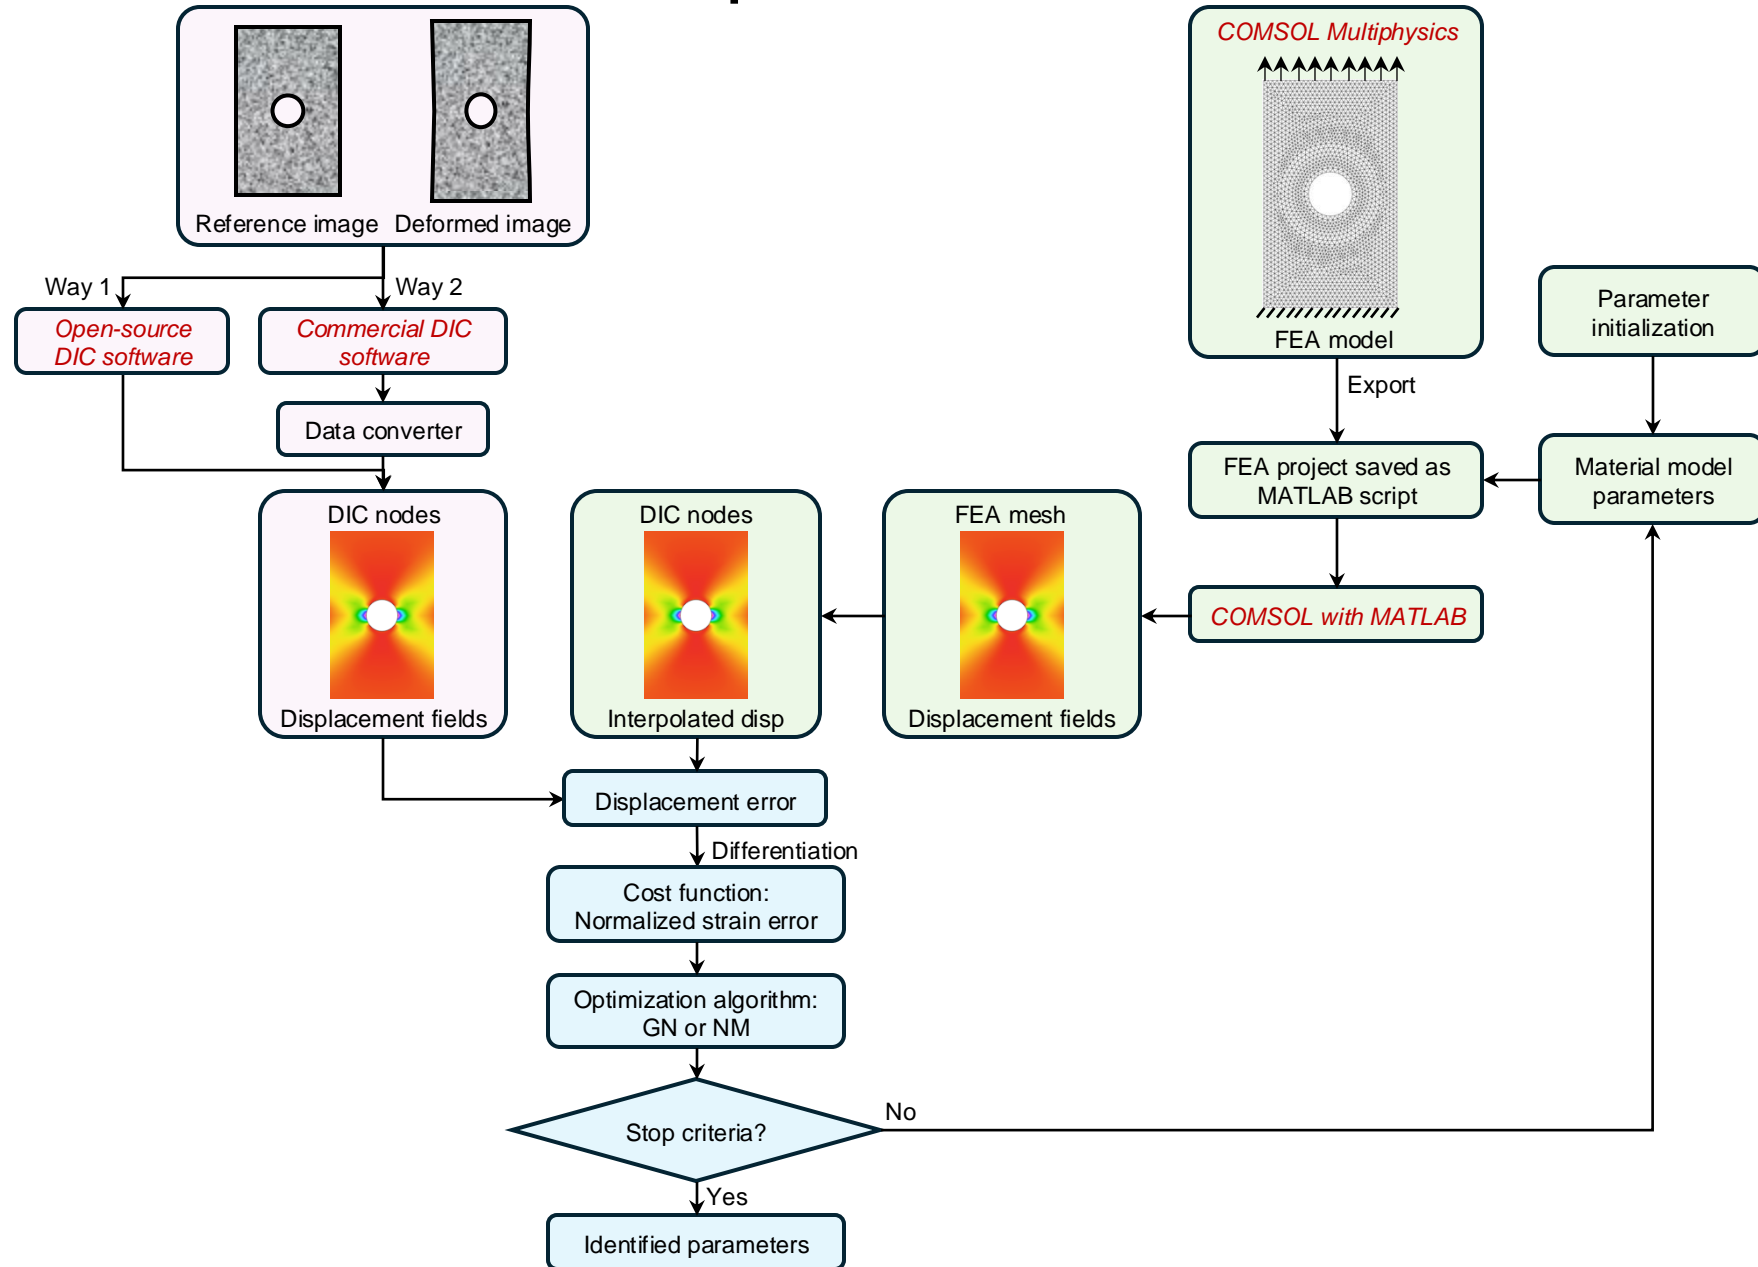 COMSOL Multiphysics
Reference image
Deformed image
FEA model
Way 1
Way 2
Open-source
DIC software
Commercial DIC
software
Parameter
initialization
Export
Data converter
FEA project saved as
MATLAB script
Material model
parameters
DIC nodes
Displacement fields
DIC nodes
Interpolated disp
FEA mesh
Displacement fields
COMSOL with MATLAB
Displacement error
Differentiation
Cost function:
Normalized strain error
Optimization algorithm:
GN or NM
Stop criteria?
No
Yes
Identified parameters